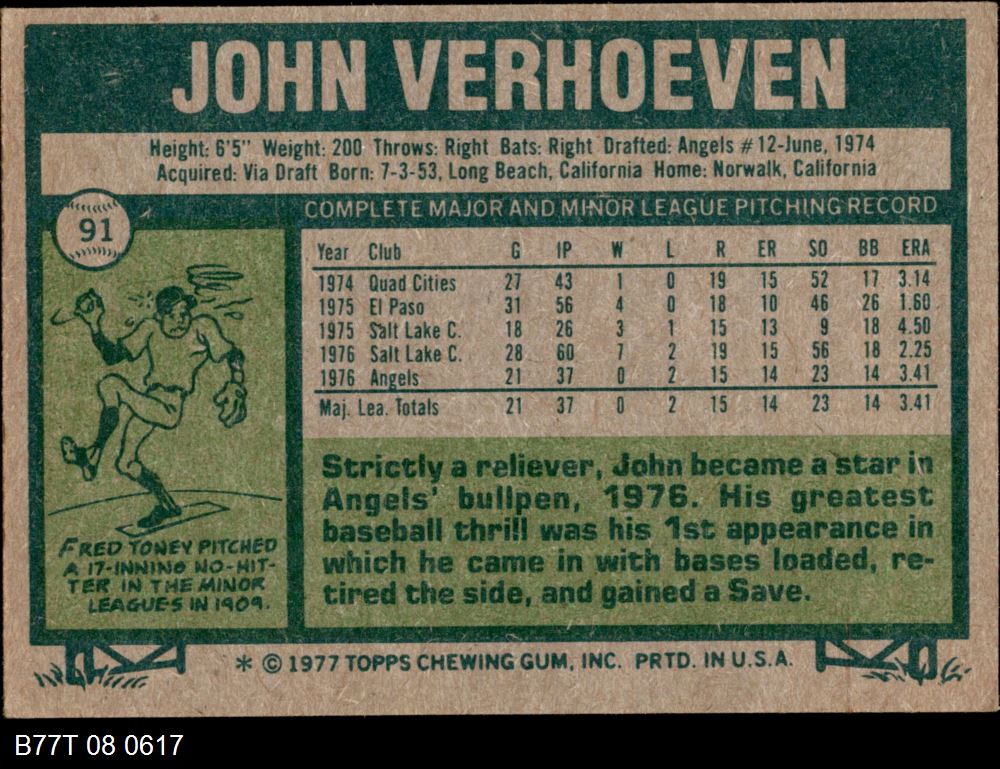 JOHN VERHOEVEN
Height: 6'5" Weight: 200 Throws: Right Bats: Right Drafted: Angels #12-June, 1974
Acquired: Via Draft Born: 7-3-53, Long Beach, California Home: Norwalk, California
91
COMPLETE MAJOR AND MINOR LEAGUE PITCHING RECORD
Year Club G IP W L R ER SO BB ERA
1974 Quad Cities 27 43 1 0 19 15 52 17 3.14
1975 El Paso 31 56 4 0 18 10 46 26 1.60
1975 Salt Lake C. 18 26 3 1 15 13 9 18 4.50
1976 Salt Lake C. 28 60 7 2 19 15 56 18 2.25
1976 Angels 21 37 0 2 15 14 23 14 3.41
Maj. Lea. Totals 21 37 0 2 15 14 23 14 3.41
FRED TONEY PITCHED
A 17-INNING NO-HIT-
TER IN THE MINOR
LEAGUES IN 1909.
Strictly a reliever, John became a star in
Angels' bullpen, 1976. His greatest
baseball thrill was his 1st appearance in
which he came in with bases loaded, re-
tired the side, and gained a Save.
* © 1977 TOPPS CHEWING GUM, INC. PRTD. IN U.S.A.
B77T 08 0617